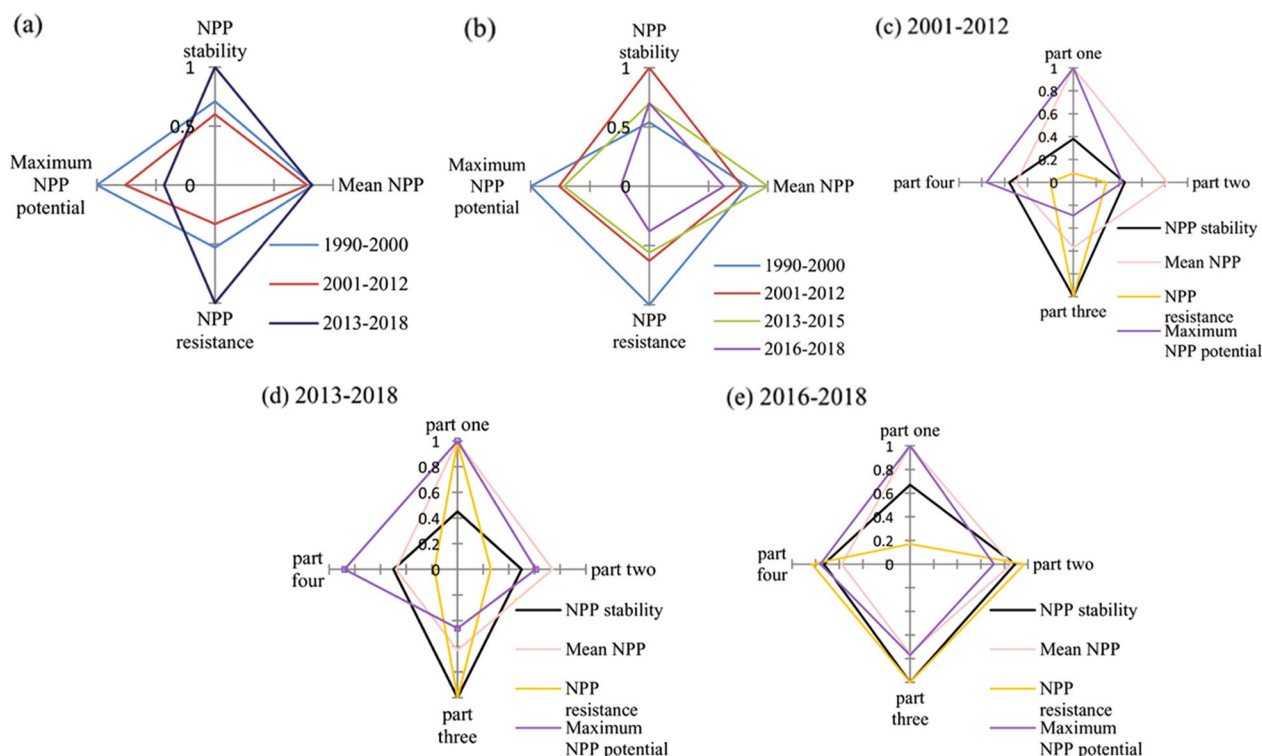 (a)
NPP
stability
1
0.5
0
Maximum
NPP
potential
Mean NPP
NPP
resistance
1990-2000
2001-2012
2013-2018
(b)
NPP
stability
1
0.5
0
Maximum
NPP
potential
Mean NPP
NPP
resistance
1990-2000
2001-2012
2013-2015
2016-2018
(c) 2001-2012
part one
1
0.8
0.6
0.4
0.2
0
part four
part two
part three
NPP stability
Mean NPP
NPP
resistance
Maximum
NPP potential
(d) 2013-2018
part one
1
0.8
0.6
0.4
0.2
0
part
four
part two
part
three
NPP stability
Mean NPP
NPP
resistance
Maximum
NPP potential
(e) 2016-2018
part one
1
0.8
0.6
0.4
0.2
0
part
four
part two
part
three
NPP stability
Mean NPP
NPP
resistance
Maximum
NPP potential